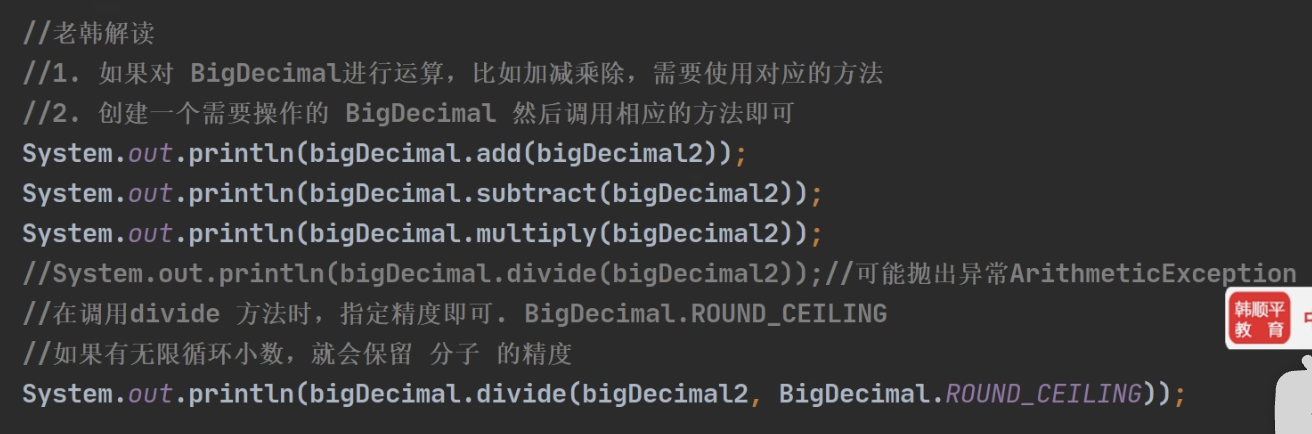 //老韩解读
//1. 如果对 BigDecimal进行运算，比如加减乘除，需要使用对应的方法
//2. 创建一个需要操作的 BigDecimal 然后调用相应的方法即可
System.out.println(bigDecimal.add(bigDecimal2));
System.out.println(bigDecimal.subtract(bigDecimal2));
System.out.println(bigDecimal.multiply(bigDecimal2));
//System.out.println(bigDecimal.divide(bigDecimal2));//可能抛出异常ArithmeticException
//在调用divide 方法时，指定精度即可. BigDecimal.ROUND_CEILING
//如果有无限循环小数，就会保留 分子 的精度
System.out.println(bigDecimal.divide(bigDecimal2, BigDecimal.ROUND_CEILING));
韩顺平
教 育